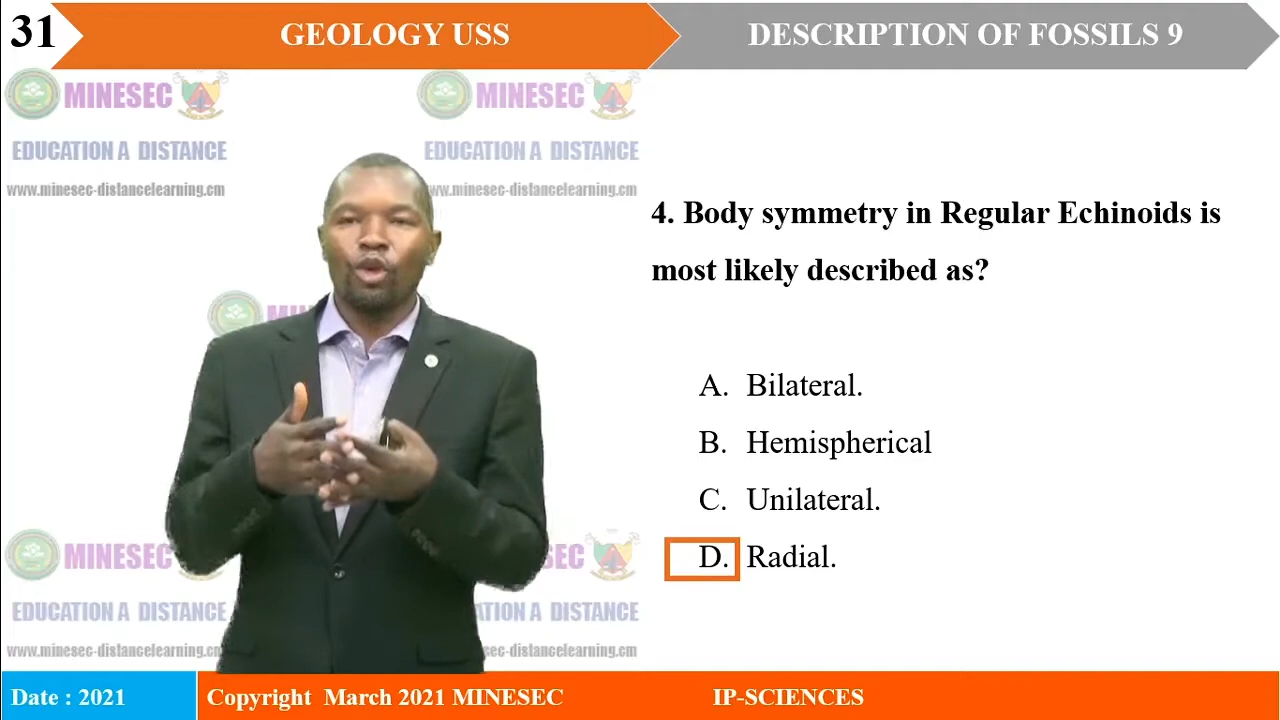 31
GEOLOGY USS
DESCRIPTION OF FOSSILS 9
MINESEC
MINESEC
EDUCATION A DISTANCE
EDUCATION A DISTANCE
www.minesec-distancelearning.cm
www.minesec-distancelearning.cm
4. Body symmetry in Regular Echinoids is
most likely described as?
A. Bilateral.
B. Hemispherical
C. Unilateral.
D. Radial.
MINESEC
EDUCATION A DISTANCE
www.minesec-distancelearning.cm
Date : 2021
Copyright March 2021 MINESEC
IP-SCIENCES